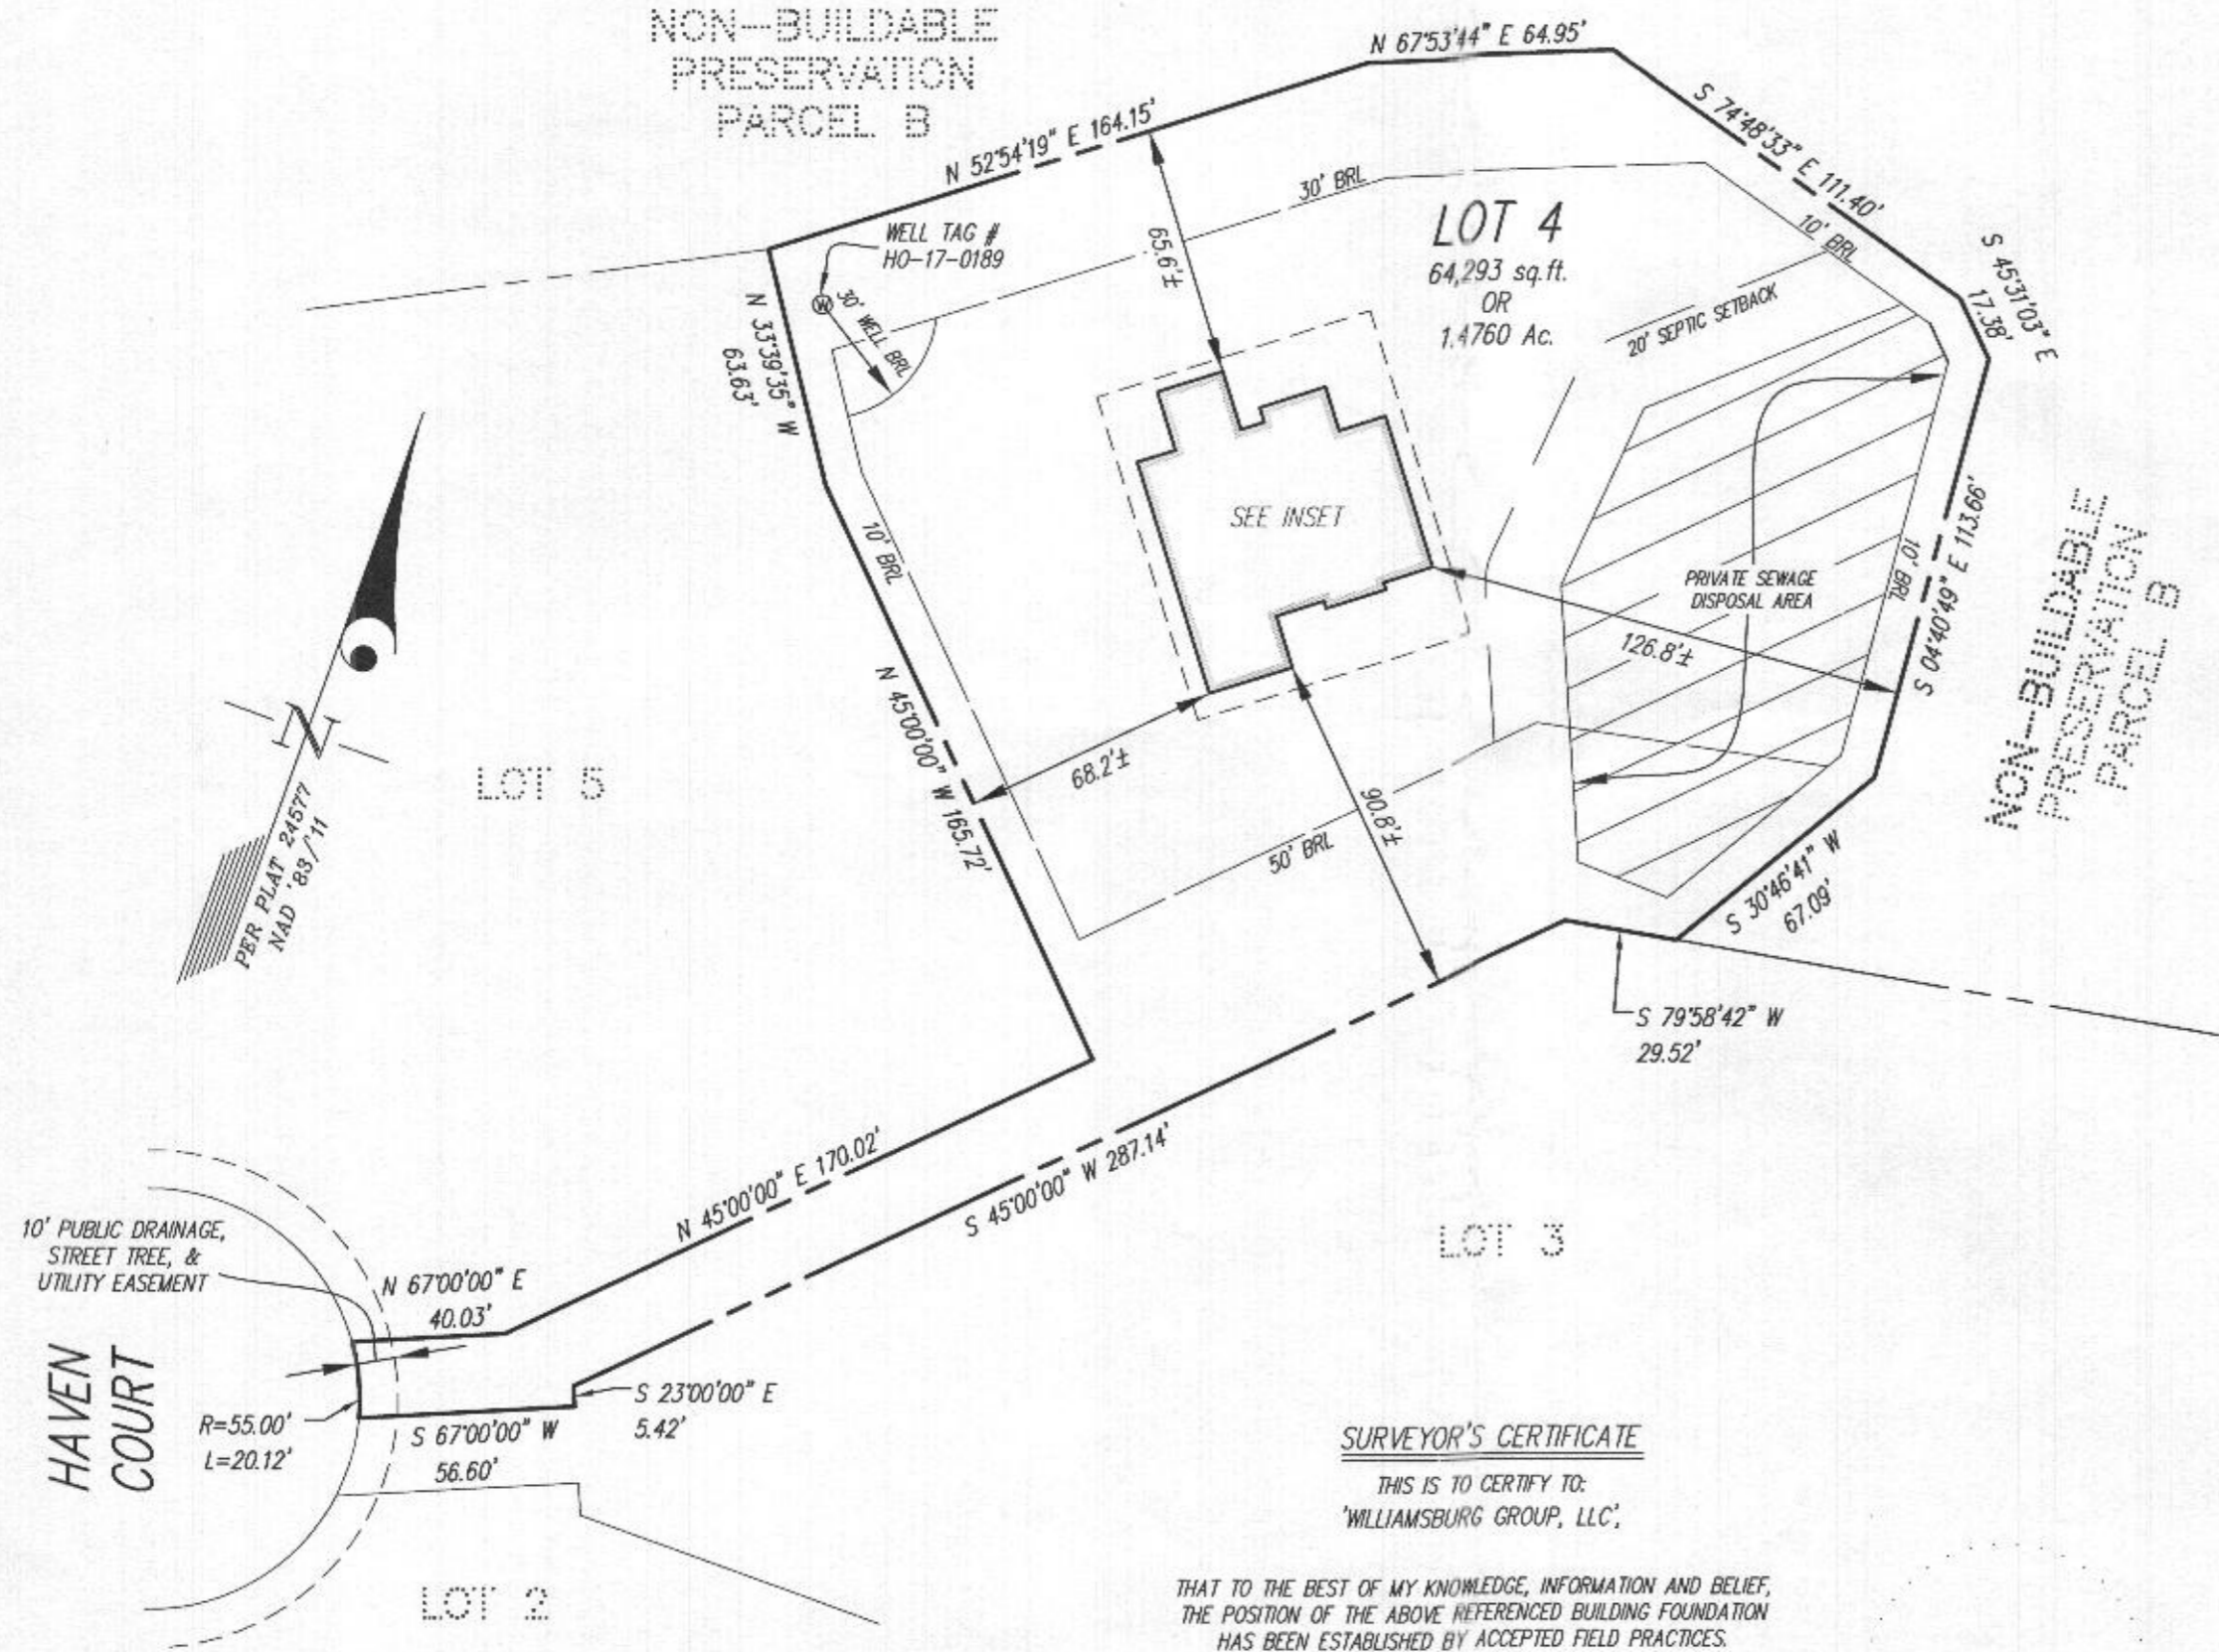 NON-BUILDABLE
PRESERVATION
PARCEL B
N 67°53'44" E 64.95'
N 52°54'19" E 164.15'
S 74°48'33" E 111.40'
S 45°31'03" E
17.38'
30' BRL
10' BRL
LOT 4
64,293 sq.ft.
OR
1.4760 Ac.
WELL TAG #
HO-17-0189
30' WELL BRL
65.6'±
20' SEPTIC SETBACK
N 33°39'35" W
63.63'
SEE INSET
10' BRL
PRIVATE SEWAGE
DISPOSAL AREA
10' BRL
S 04°40'49" E 113.66'
NON-BUILDABLE
PRESERVATION
PARCEL B
126.8'±
N 45°00'00" W 165.72'
68.2'±
90.8'±
50' BRL
N
PER PLAT 24577
NAD '83/'11
LOT 5
S 30°46'41" W
67.09'
S 79°58'42" W
29.52'
N 45°00'00" E 170.02'
S 45°00'00" W 287.14'
LOT 3
10' PUBLIC DRAINAGE,
STREET TREE, &
UTILITY EASEMENT
N 67°00'00" E
40.03'
HAVEN
COURT
R=55.00'
L=20.12'
S 67°00'00" W
56.60'
S 23°00'00" E
5.42'
LOT 2
SURVEYOR'S CERTIFICATE
THIS IS TO CERTIFY TO:
'WILLIAMSBURG GROUP, LLC',
THAT TO THE BEST OF MY KNOWLEDGE, INFORMATION AND BELIEF,
THE POSITION OF THE ABOVE REFERENCED BUILDING FOUNDATION
HAS BEEN ESTABLISHED BY ACCEPTED FIELD PRACTICES.